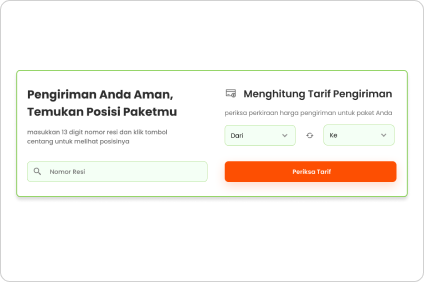 Pengiriman Anda Aman,
Temukan Posisi Paketmu
masukkan 13 digit nomor resi dan klik tombol
centang untuk melihat posisinya
Nomor Resi
Menghitung Tarif Pengiriman
periksa perkiraan harga pengiriman untuk paket Anda
Dari
Ke
Periksa Tarif